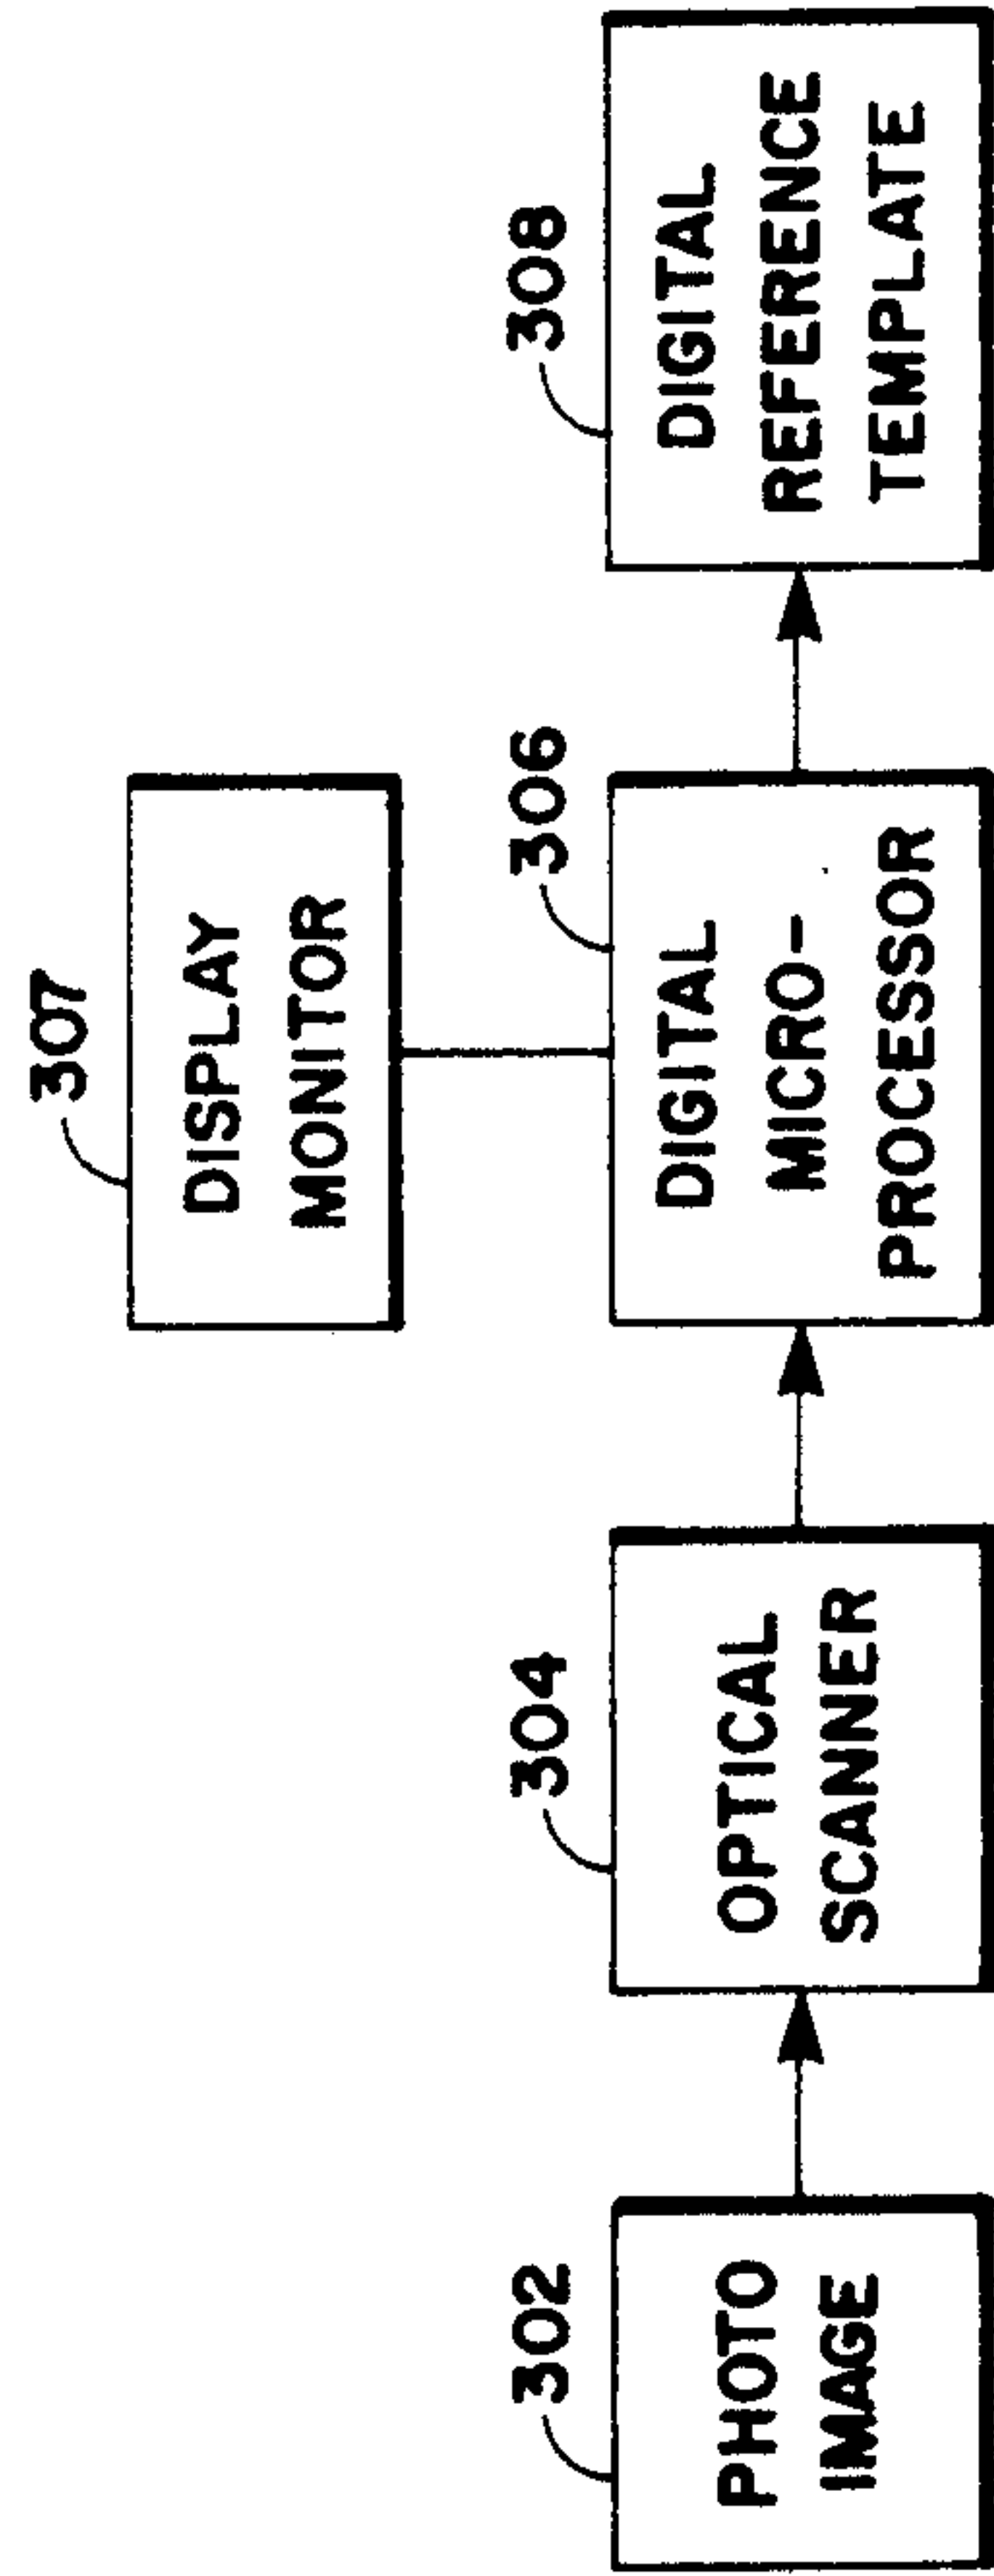 307
DISPLAY
MONITOR
302
PHOTO
IMAGE
304
OPTICAL
SCANNER
306
DIGITAL
MICRO-
PROCESSOR
308
DIGITAL
REFERENCE
TEMPLATE